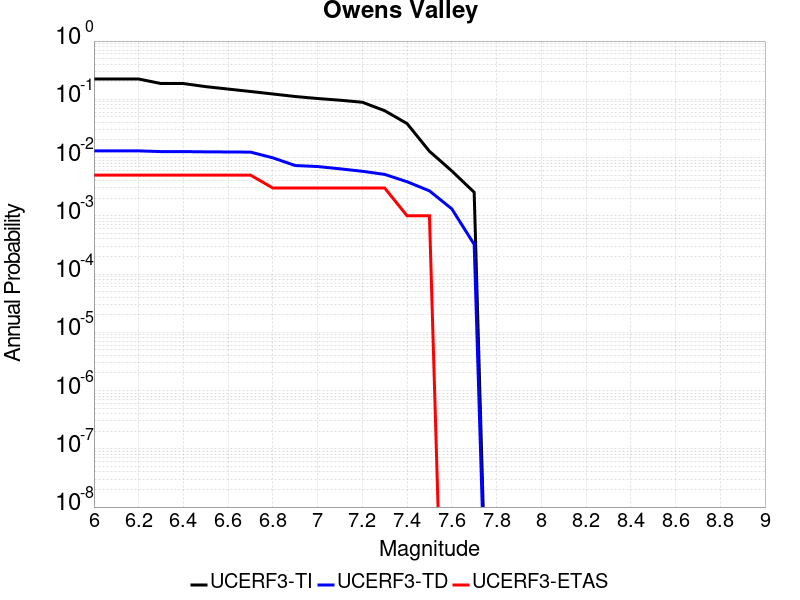 Owens Valley
Annual Probability
10^0
10^-1
10^-2
10^-3
10^-4
10^-5
10^-6
10^-7
10^-8
6 6.2 6.4 6.6 6.8 7 7.2 7.4 7.6 7.8 8 8.2 8.4 8.6 8.8 9
Magnitude
UCERF3-TI UCERF3-TD UCERF3-ETAS